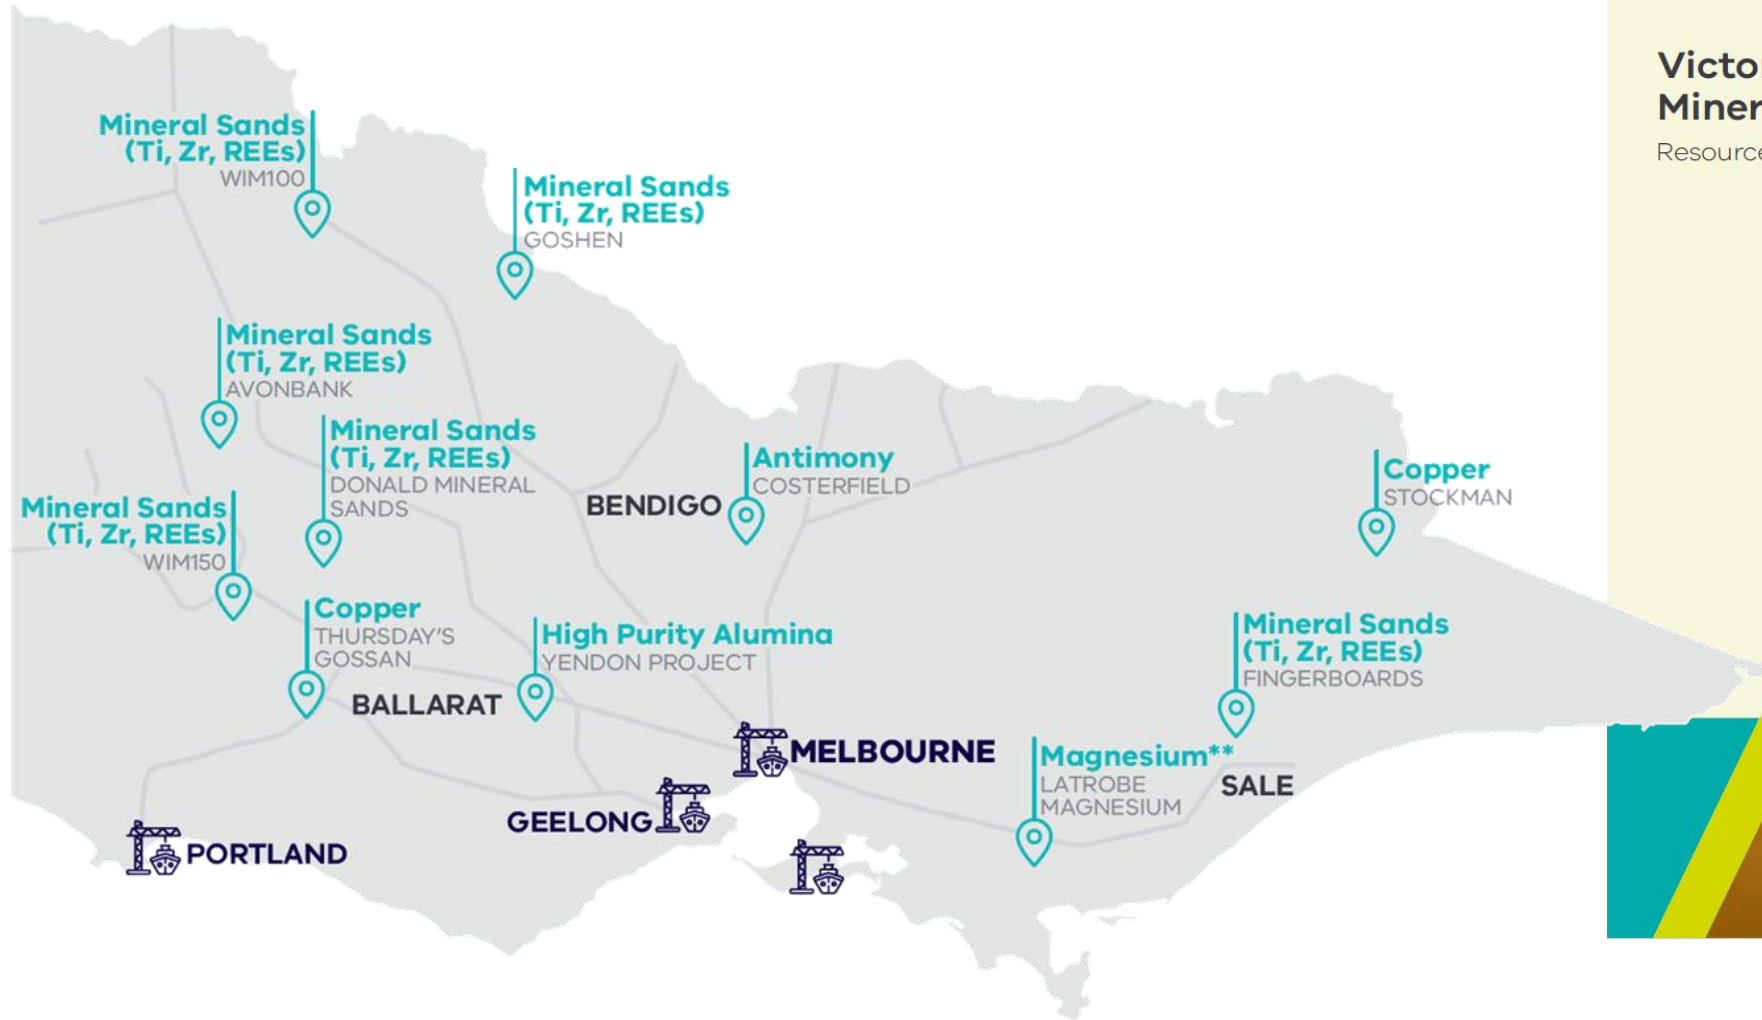 Mineral Sands
(Ti, Zr, REEs)
WIM100
Mineral Sands
(Ti, Zr, REEs)
GOSHEN
Mineral Sands
(Ti, Zr, REEs)
AVONBANK
Mineral Sands
(Ti, Zr, REEs)
DONALD MINERAL
SANDS
Mineral Sands
(Ti, Zr, REEs)
WIM150
BENDIGO
Antimony
COSTERFIELD
Copper
STOCKMAN
Copper
THURSDAY'S
GOSSAN
High Purity Alumina
YENDON PROJECT
BALLARAT
Mineral Sands
(Ti, Zr, REEs)
FINGERBOARDS
MELBOURNE
Magnesium**
LATROBE
MAGNESIUM
SALE
GEELONG
PORTLAND